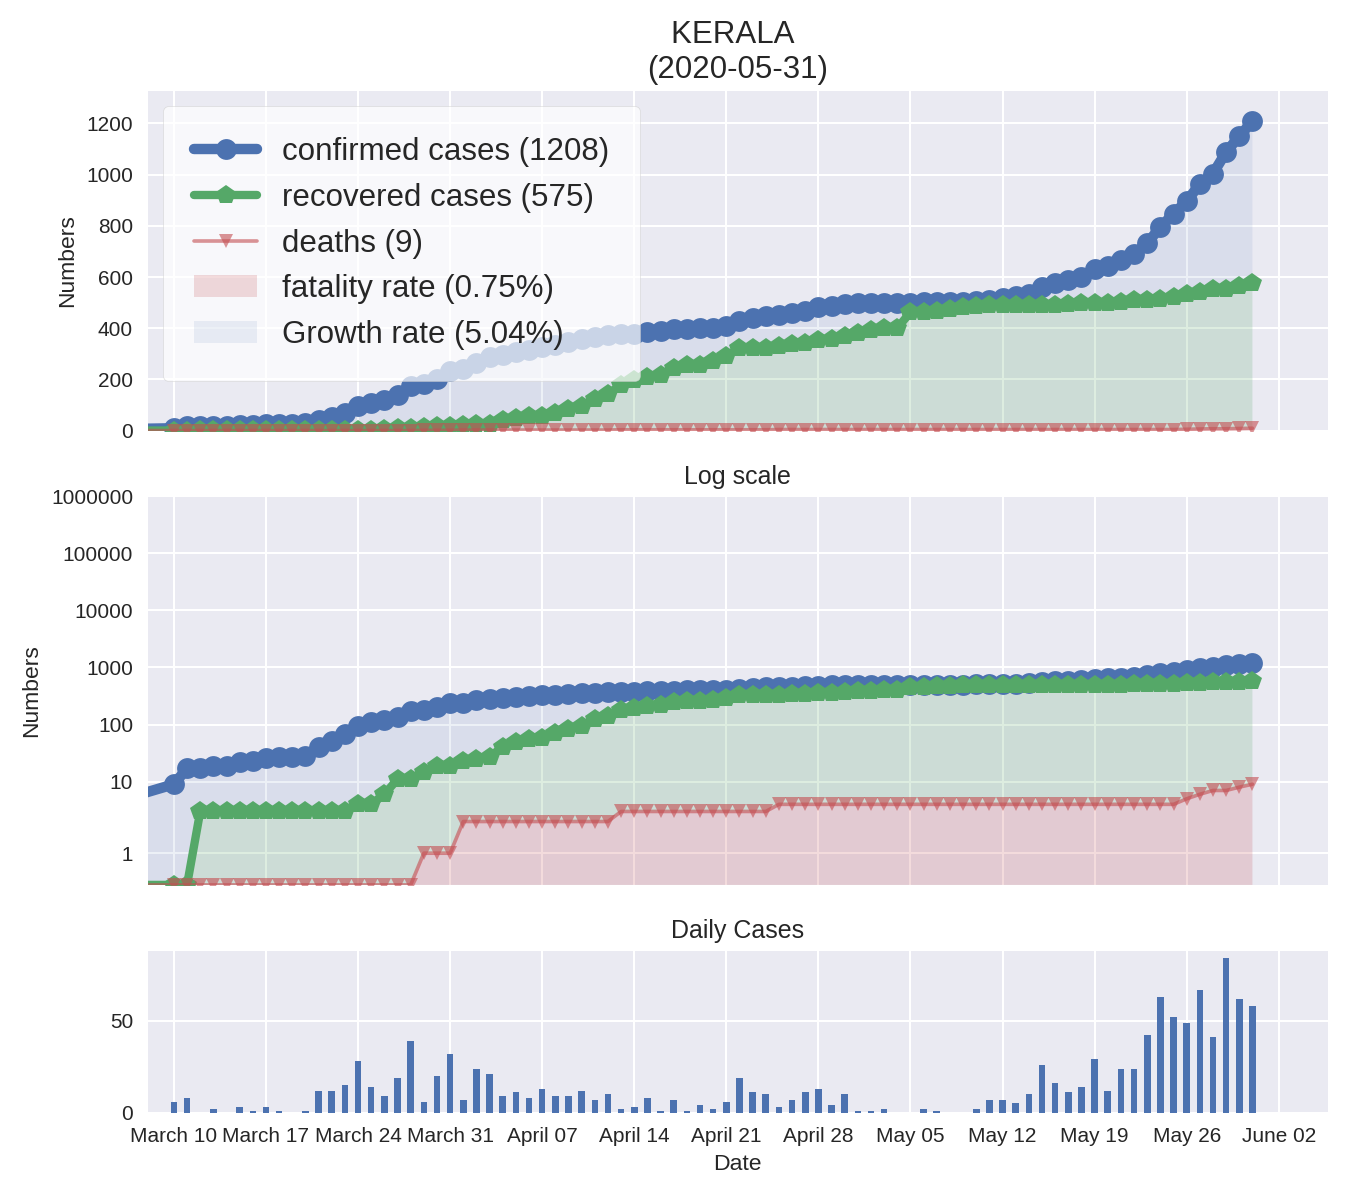 KERALA
(2020-05-31)
Numbers
1200
1000
800
600
400
200
0
confirmed cases (1208)
recovered cases (575)
deaths (9)
fatality rate (0.75%)
Growth rate (5.04%)
Log scale
Numbers
1000000
100000
10000
1000
100
10
1
Daily Cases
50
0
March 10 March 17 March 24 March 31 April 07 April 14 April 21 April 28 May 05 May 12 May 19 May 26 June 02
Date